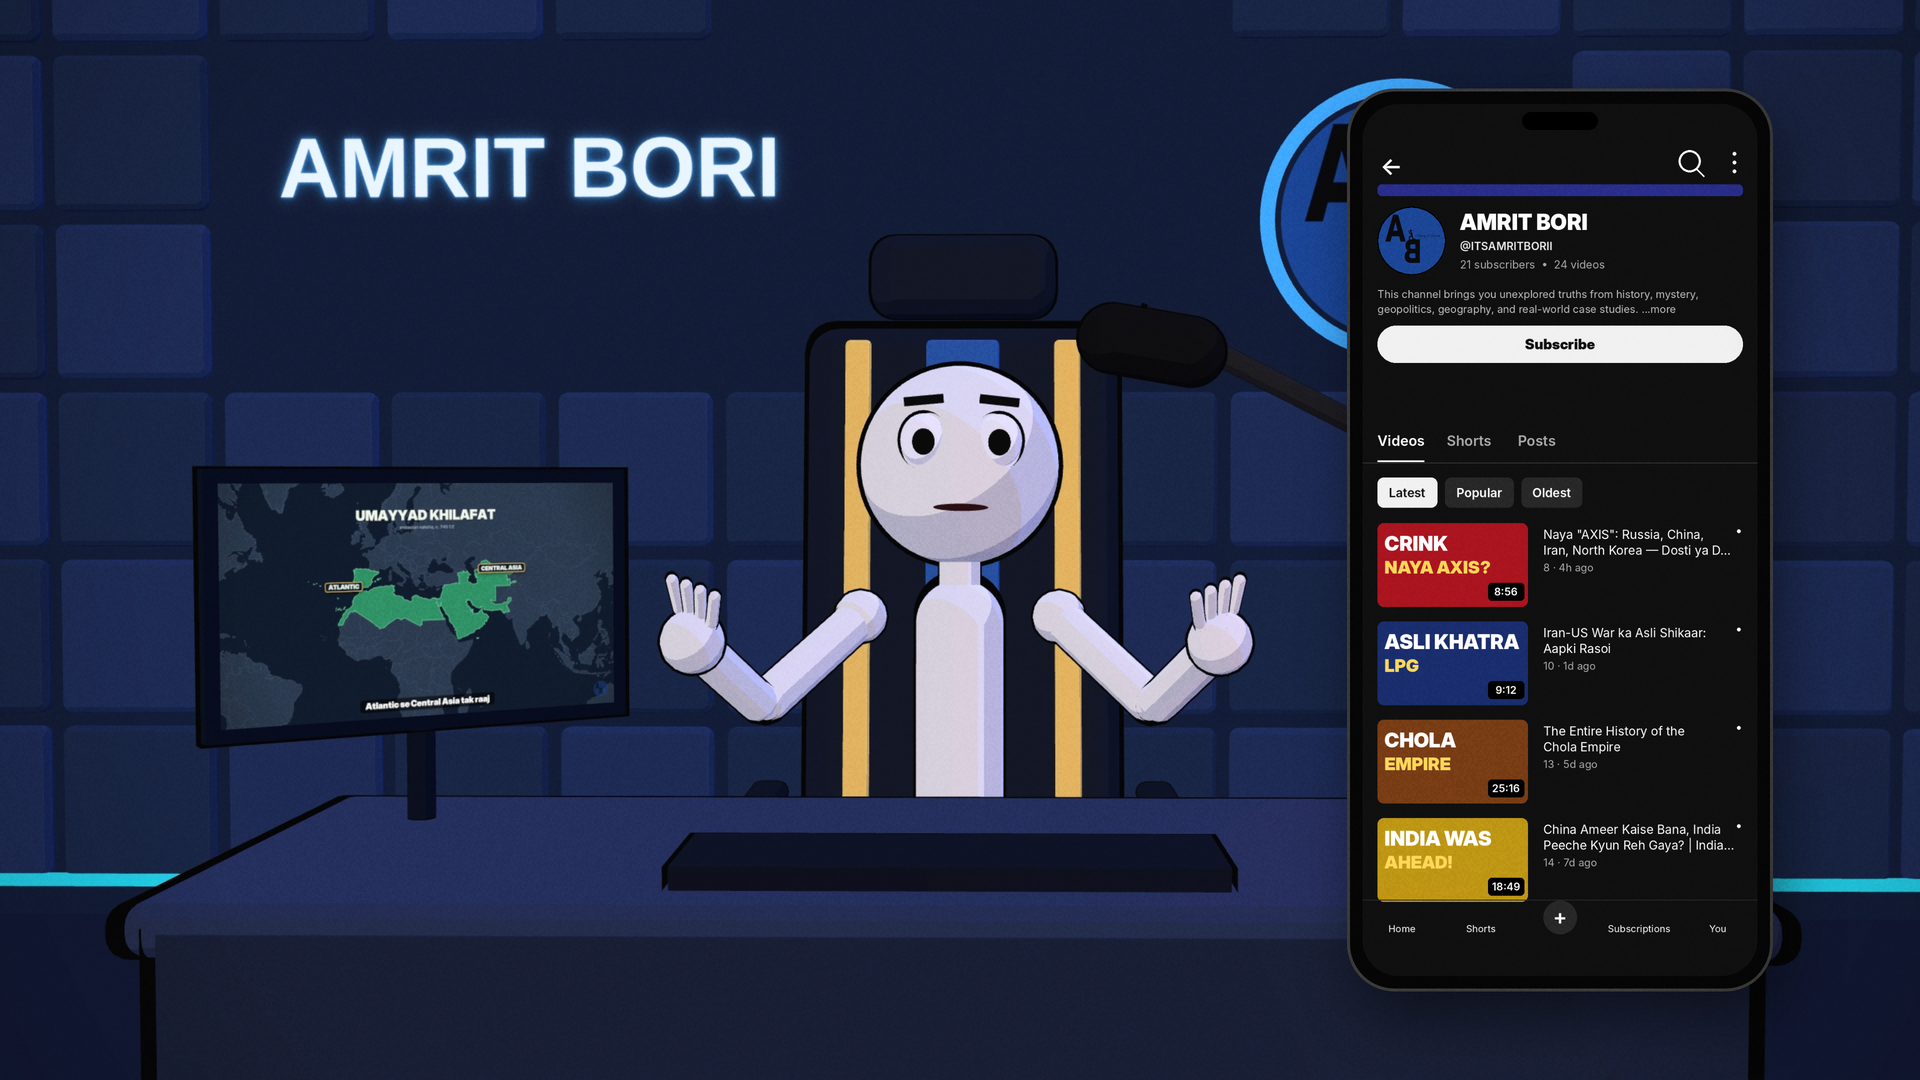 AMRIT BORI
UMAYYAD KHILAFAT
ATLANTIC
CENTRAL ASIA
Atlantic se Central Asia tak raaj
A
AMRIT BORI
@ITSAMRITBORII
21 subscribers • 24 videos
This channel brings you unexplored truths from history, mystery,
geopolitics, geography, and real-world case studies. ...more
Subscribe
Videos Shorts Posts
Latest Popular Oldest
CRINK
NAYA AXIS?
8:56
Naya "AXIS": Russia, China,
Iran, North Korea — Dosti ya D...
8 · 4h ago
ASLI KHATRA
LPG
9:12
Iran-US War ka Asli Shikaar:
Aapki Rasoi
10 · 1d ago
CHOLA
EMPIRE
25:16
The Entire History of the
Chola Empire
13 · 5d ago
INDIA WAS
AHEAD!
18:49
China Ameer Kaise Bana, India
Peeche Kyun Reh Gaya? | India...
14 · 7d ago
Home Shorts + Subscriptions You